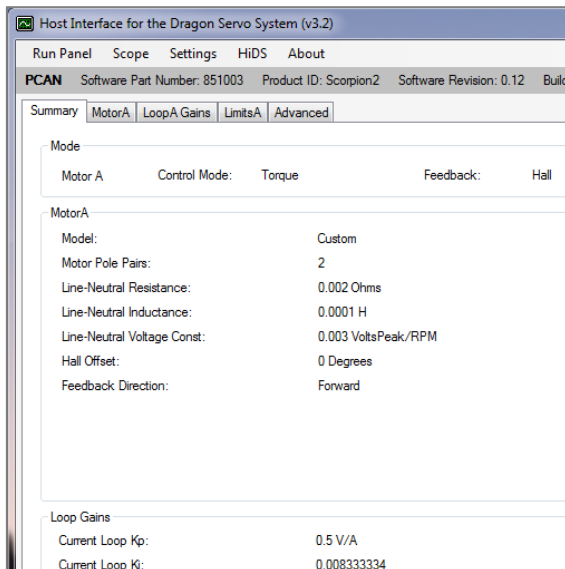 Host Interface for the Dragon Servo System (v3.2)
Run Panel Scope Settings HiDS About
PCAN Software Part Number: 851003 Product ID: Scorpion2 Software Revision: 0.12 Buil
Summary MotorA LoopA Gains LimitsA Advanced
Mode
Motor A Control Mode: Torque Feedback: Hall
MotorA
Model: Custom
Motor Pole Pairs: 2
Line-Neutral Resistance: 0.002 Ohms
Line-Neutral Inductance: 0.0001 H
Line-Neutral Voltage Const: 0.003 VoltsPeak/RPM
Hall Offset: 0 Degrees
Feedback Direction: Forward
Loop Gains
Current Loop Kp: 0.5 V/A
Current Loop Ki: 0.008333334